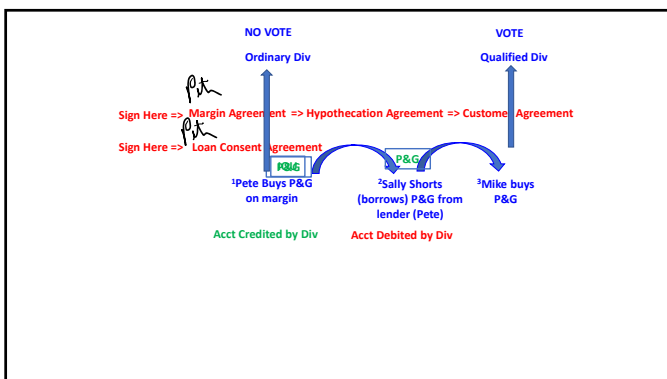 NO VOTE
VOTE
Ordinary Div
Qualified Div
Sign Here => Margin Agreement => Hypothecation Agreement => Customer Agreement
Sign Here => Loan Consent Agreement
P&G
P&G
¹Pete Buys P&G
on margin
²Sally Shorts
(borrows) P&G from
lender (Pete)
³Mike buys
P&G
Acct Credited by Div
Acct Debited by Div